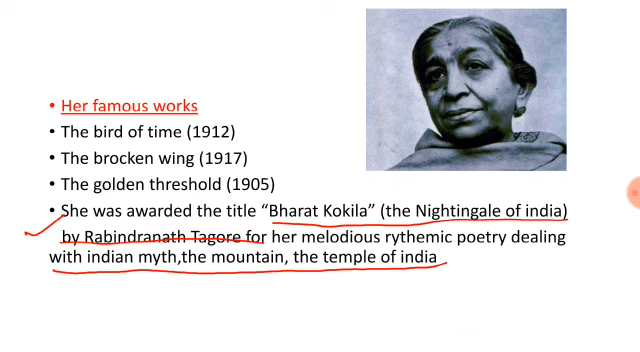 Her famous works
The bird of time (1912)
The brocken wing (1917)
The golden threshold (1905)
She was awarded the title “Bharat Kokila” (the Nightingale of india)
by Rabindranath Tagore for her melodious rythemic poetry dealing
with indian myth,the mountain, the temple of india